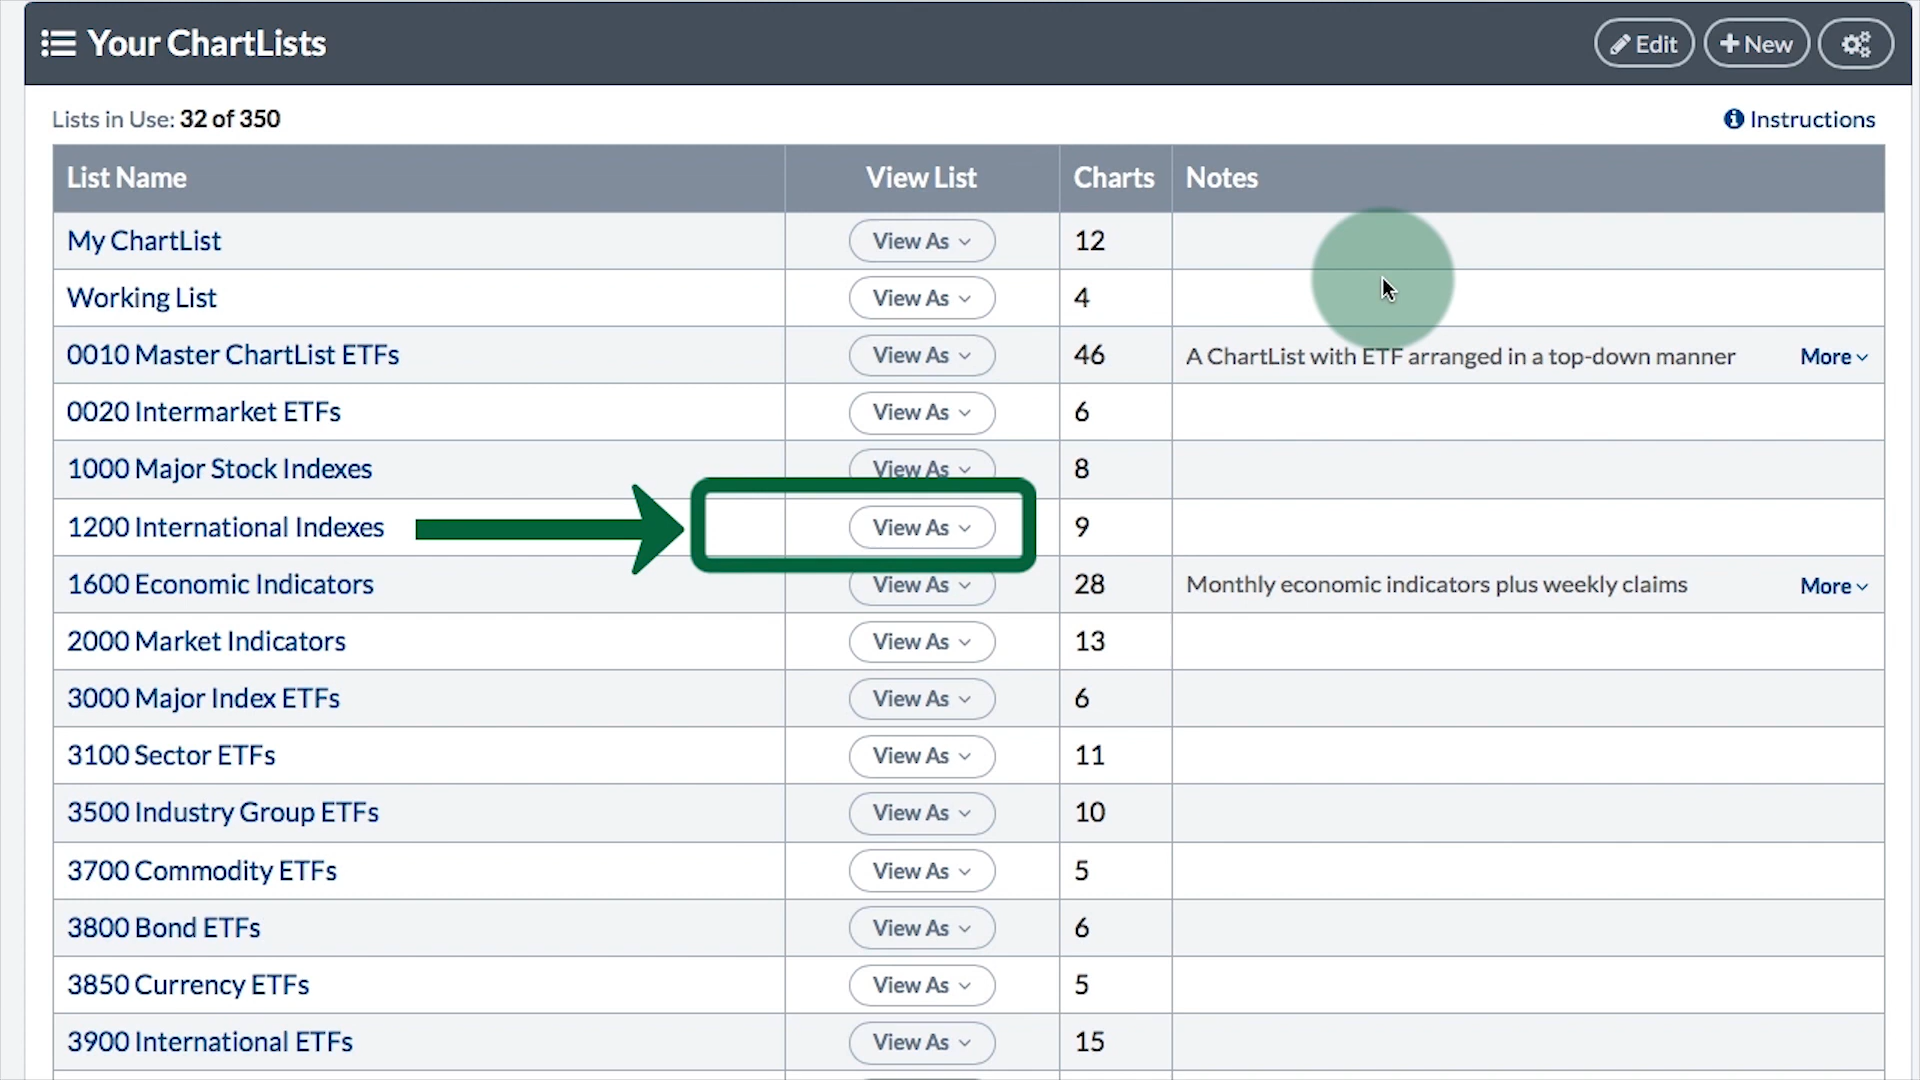 Your ChartLists Edit New
Lists in Use: 32 of 350 Instructions
List Name View List Charts Notes
My ChartList View As 12
Working List View As 4
0010 Master ChartList ETFs View As 46 A ChartList with ETF arranged in a top-down manner More
0020 Intermarket ETFs View As 6
1000 Major Stock Indexes View As 8
1200 International Indexes View As 9
1600 Economic Indicators View As 28 Monthly economic indicators plus weekly claims More
2000 Market Indicators View As 13
3000 Major Index ETFs View As 6
3100 Sector ETFs View As 11
3500 Industry Group ETFs View As 10
3700 Commodity ETFs View As 5
3800 Bond ETFs View As 6
3850 Currency ETFs View As 5
3900 International ETFs View As 15